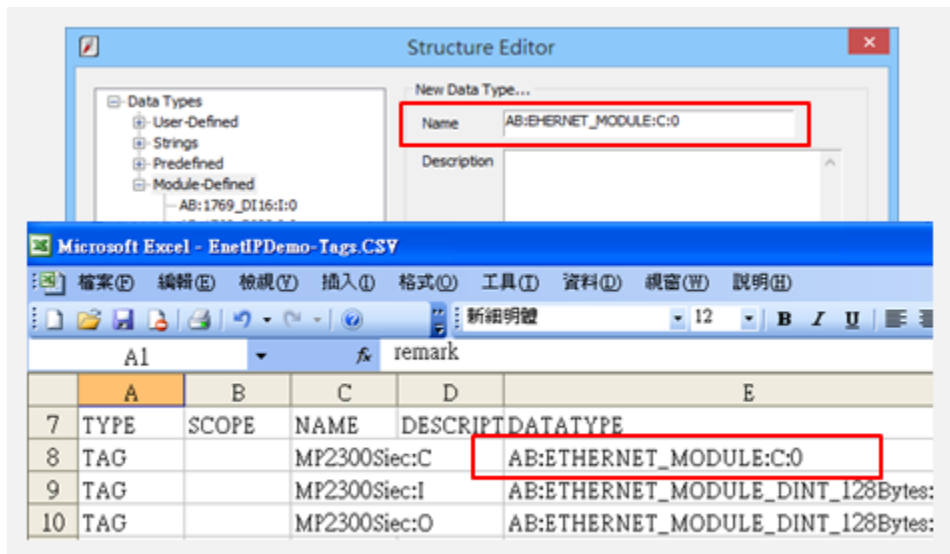 Structure Editor
Data Types
User-Defined
Strings
Predefined
Module-Defined
AB:1769_DI16:I:0
New Data Type...
Name AB:EHERNET_MODULE:C:0
Description
Microsoft Excel - EnetIPDemo-Tags.CSV
檔案(F) 編輯(E) 檢視(V) 插入(I) 格式(O) 工具(T) 資料(D) 視窗(W) 說明(H)
新細明體 12 B I U
A1 fx remark
A B C D E
7 TYPE SCOPE NAME DESCRIPT DATATYPE
8 TAG MP2300Siec:C AB:ETHERNET_MODULE:C:0
9 TAG MP2300Siec:I AB:ETHERNET_MODULE_DINT_128Bytes:
10 TAG MP2300Siec:O AB:ETHERNET_MODULE_DINT_128Bytes: